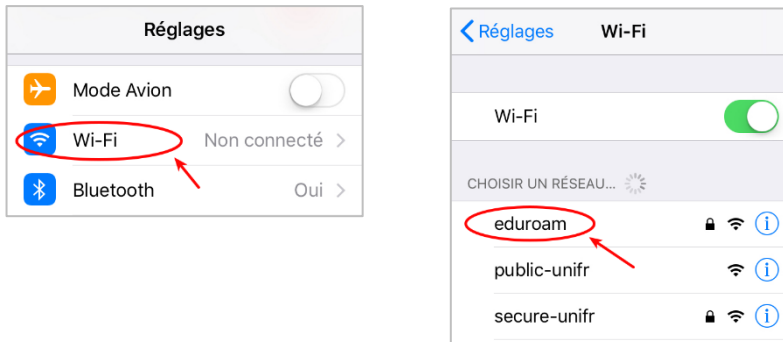 Réglages
Mode Avion
Wi-Fi Non connecté
Bluetooth Oui
Réglages Wi-Fi
Wi-Fi
CHOISIR UN RÉSEAU...
eduroam
public-unifr
secure-unifr